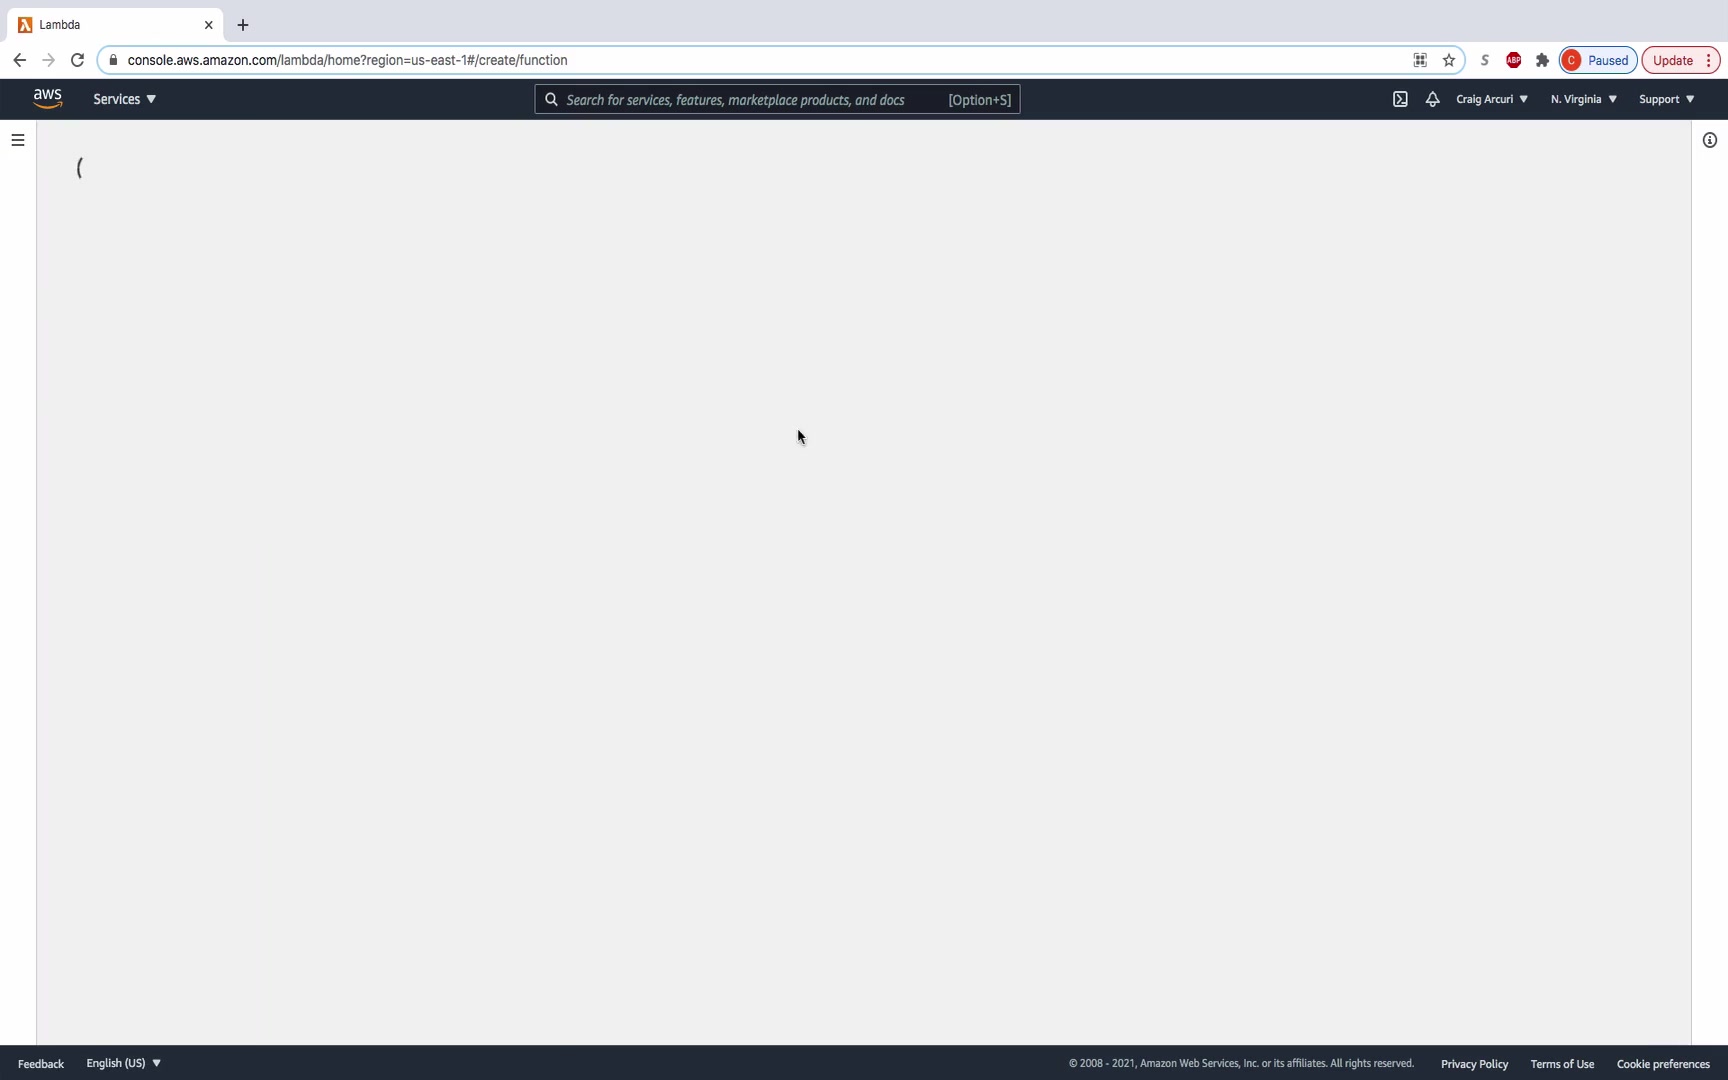 Lambda
console.aws.amazon.com/lambda/home?region=us-east-1#/create/function
S
ABP
C Paused
Update
aws
Services
Search for services, features, marketplace products, and docs [Option+S]
Craig Arcuri
N. Virginia
Support
Feedback
English (US)
© 2008 - 2021, Amazon Web Services, Inc. or its affiliates. All rights reserved.
Privacy Policy
Terms of Use
Cookie preferences